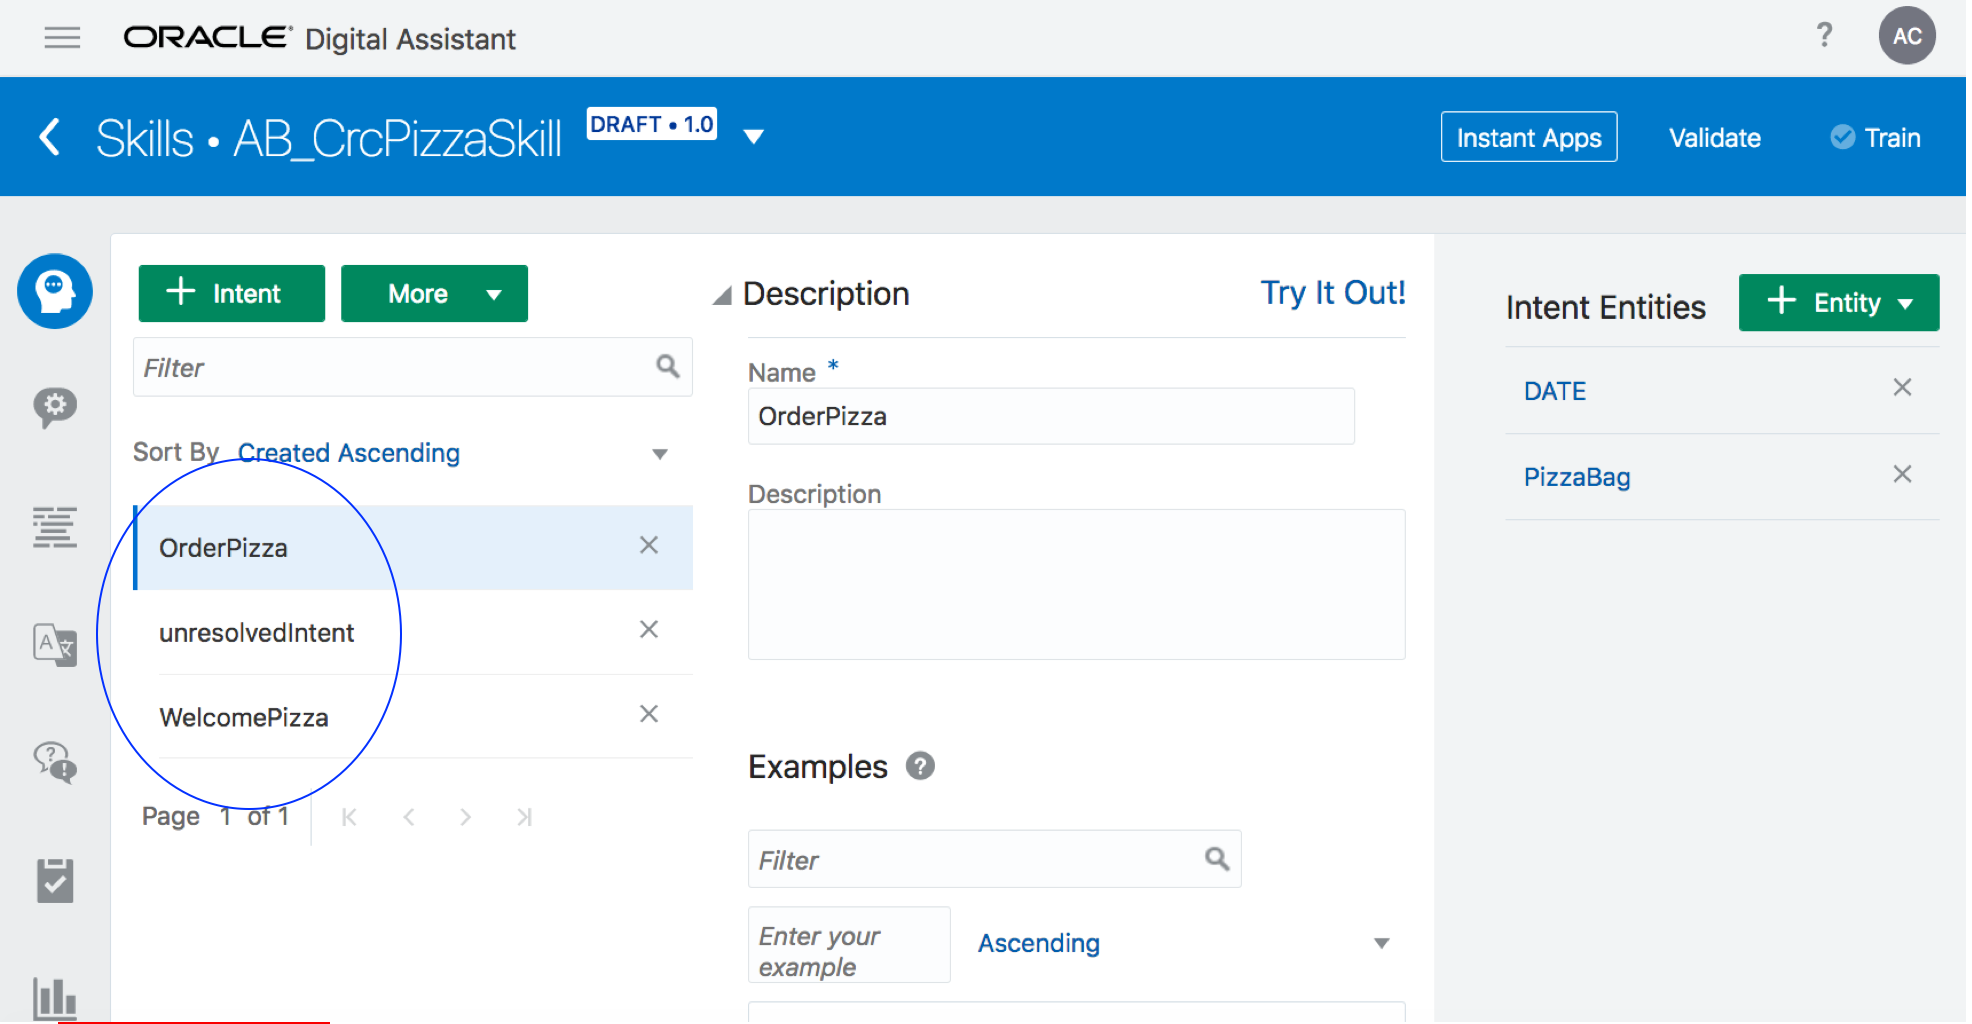 ORACLE® Digital Assistant
? AC
Skills • AB_CrcPizzaSkill DRAFT • 1.0
Instant Apps Validate Train
+ Intent More
Filter
Sort By Created Ascending
OrderPizza
unresolvedIntent
WelcomePizza
Page 1 of 1
Description Try It Out!
Name *
OrderPizza
Description
Examples ?
Filter
Enter your
example
Ascending
Intent Entities + Entity
DATE
PizzaBag